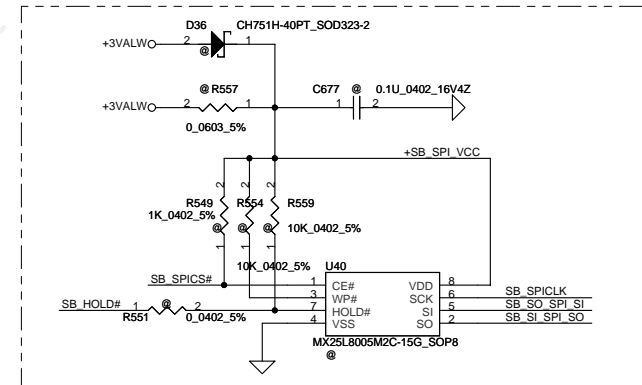 D36 CH751H-40PT_SOD323-2
+3VALW 2 1
@
@ R557 C677 0.1U_0402_16V4Z
+3VALW 2 1 1 2
0_0603_5%
+SB_SPI_VCC
2 2 2
R549 R554 R559
1K_0402_5%
@ @ @ 10K_0402_5%
1 1 1
10K_0402_5% U40
SB_SPICS# 1 CE# VDD 8
3 WP# SCK 6 SB_SPICLK
SB_HOLD# 1 @ 2 7 HOLD# SI 5 SB_SO_SPI_SI
R551 0_0402_5% 4 VSS SO 2 SB_SI_SPI_SO
MX25L8005M2C-15G_SOP8
@